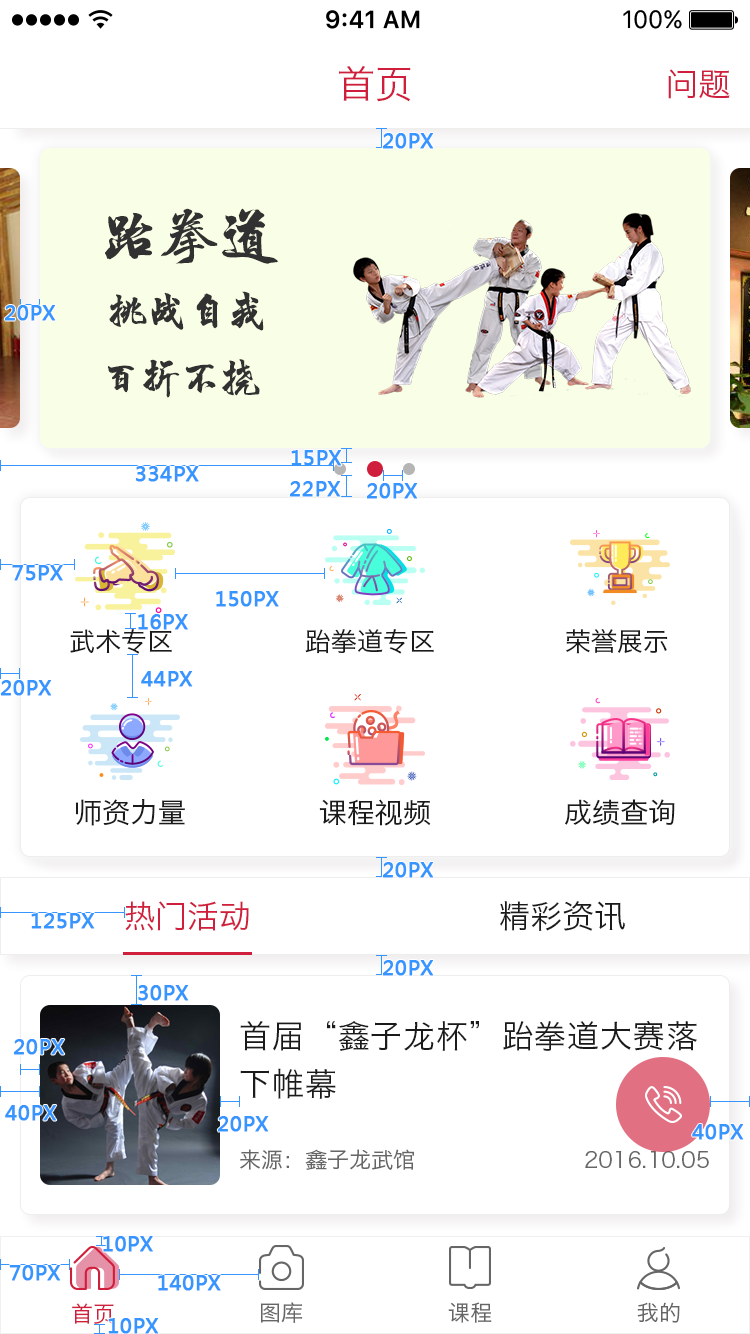 9:41 AM 100%
首页 问题
20PX
跆拳道
挑战自我
20PX
百折不挠
15PX
334PX
22PX 20PX
75PX
150PX
16PX
武术专区 跆拳道专区 荣誉展示
44PX
20PX
师资力量 课程视频 成绩查询
20PX
热门活动 精彩资讯
125PX
20PX
30PX
首届“鑫子龙杯”跆拳道大赛落
20PX
下帷幕
40PX
20PX
40PX
来源：鑫子龙武馆 2016.10.05
10PX
70PX
140PX
首页 图库 课程 我的
10PX